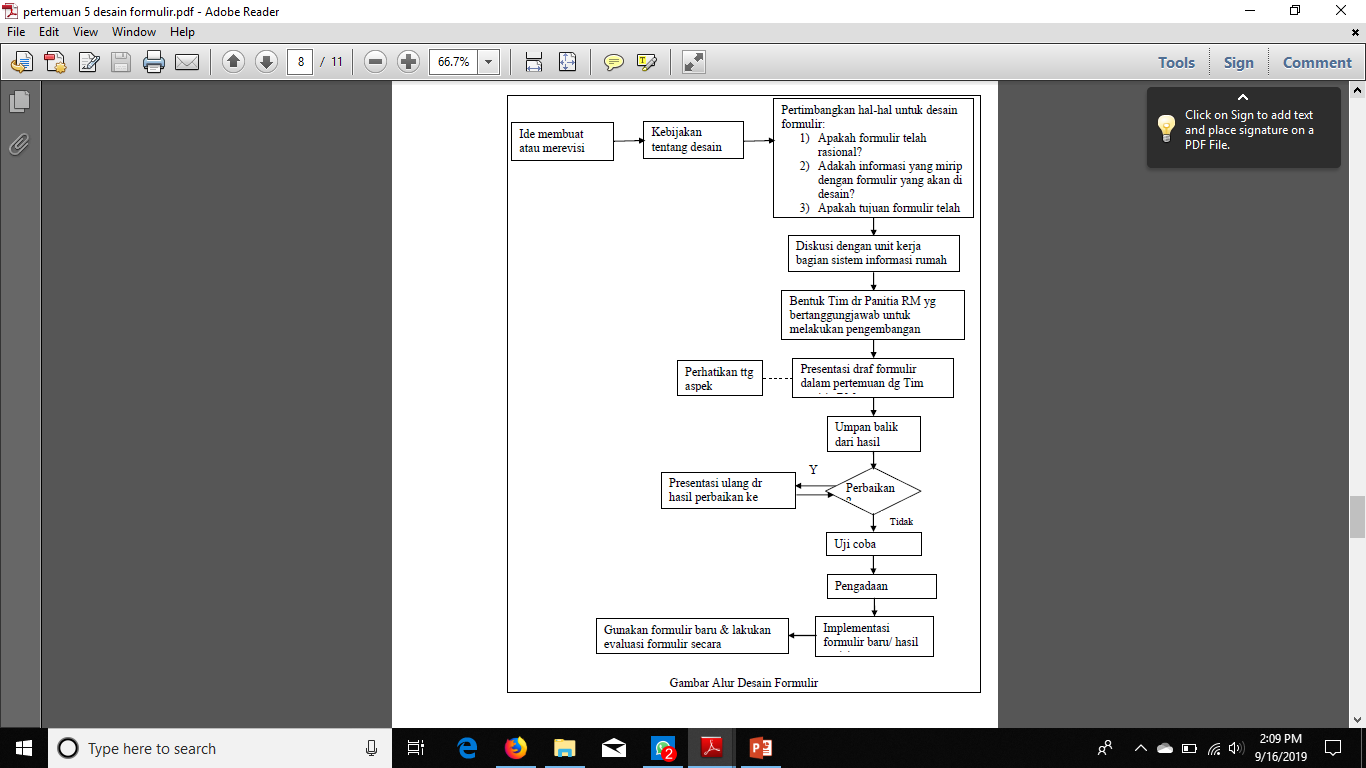 pertemuan 5 desain formulir.pdf - Adobe Reader
File Edit View Window Help
8 / 11 66.7% Tools Sign Comment
Click on Sign to add text
and place signature on a
PDF File.
Ide membuat
atau merevisi
Kebijakan
tentang desain
Pertimbangkan hal-hal untuk desain
formulir:
1) Apakah formulir telah
rasional?
2) Adakah informasi yang mirip
dengan formulir yang akan di
desain?
3) Apakah tujuan formulir telah
Diskusi dengan unit kerja
bagian sistem informasi rumah
Bentuk Tim dr Panitia RM yg
bertanggungjawab untuk
melakukan pengembangan
Perhatikan ttg
aspek
Presentasi draf formulir
dalam pertemuan dg Tim
Umpan balik
dari hasil
Y
Presentasi ulang dr
hasil perbaikan ke
Perbaikan
?
Tidak
Uji coba
Pengadaan
Gunakan formulir baru & lakukan
evaluasi formulir secara
Implementasi
formulir baru/ hasil
Gambar Alur Desain Formulir
Type here to search
2
2:09 PM
9/16/2019